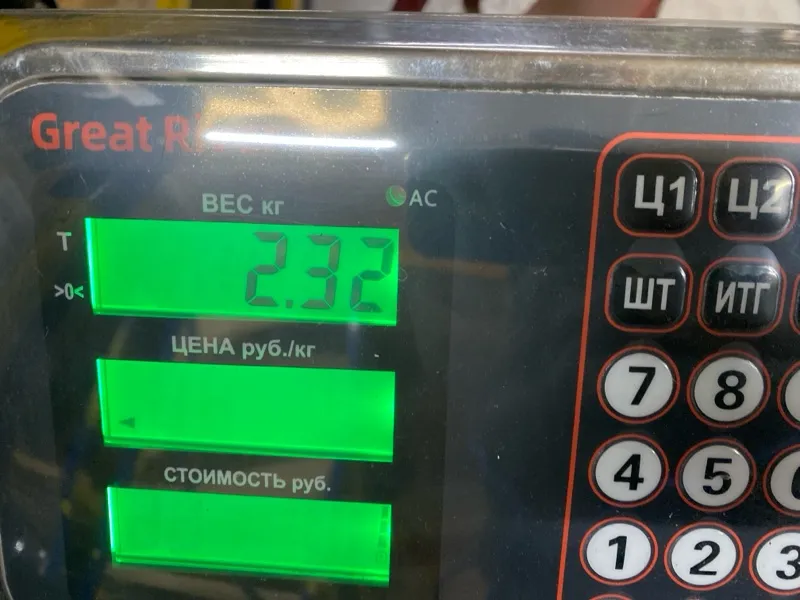 Great
ВЕС кг
AC
T
>0<
2.32
ЦЕНА руб./кг
СТОИМОСТЬ руб.
Ц1 Ц2
ШТ ИТГ
7 8
4 5
1 2 3